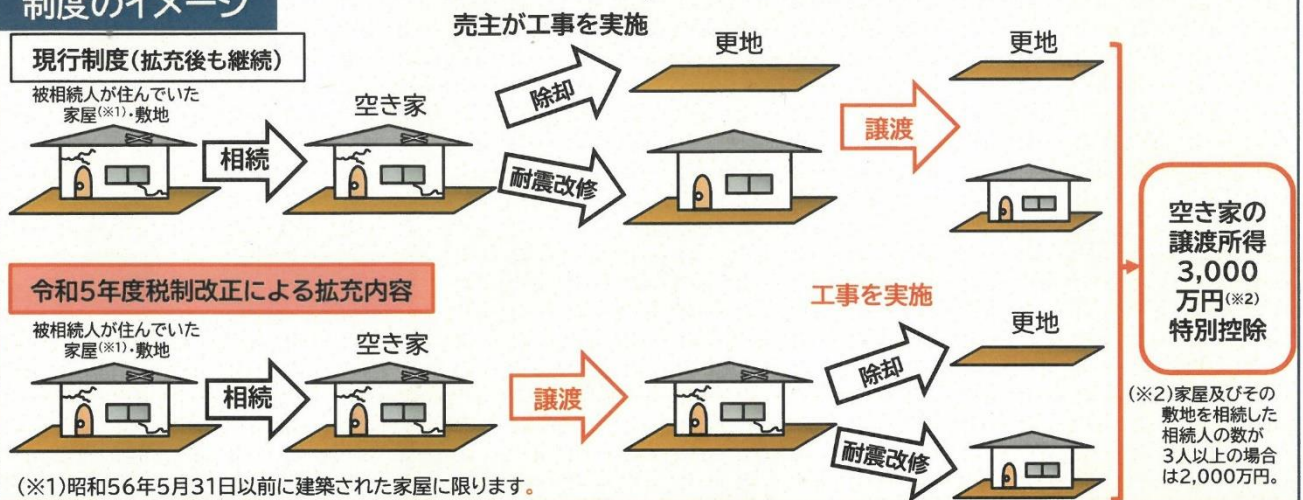 制度のイメージ
現行制度(拡充後も継続)
売主が工事を実施
被相続人が住んでいた
家屋(※1)・敷地
相続
空き家
除却
耐震改修
更地
譲渡
更地
令和5年度税制改正による拡充内容
被相続人が住んでいた
家屋(※1)・敷地
相続
空き家
譲渡
工事を実施
除却
耐震改修
更地
空き家の
譲渡所得
3,000
万円(※2)
特別控除
(※2)家屋及びその
敷地を相続した
相続人の数が
3人以上の場合
は2,000万円。
(※1)昭和56年5月31日以前に建築された家屋に限ります。